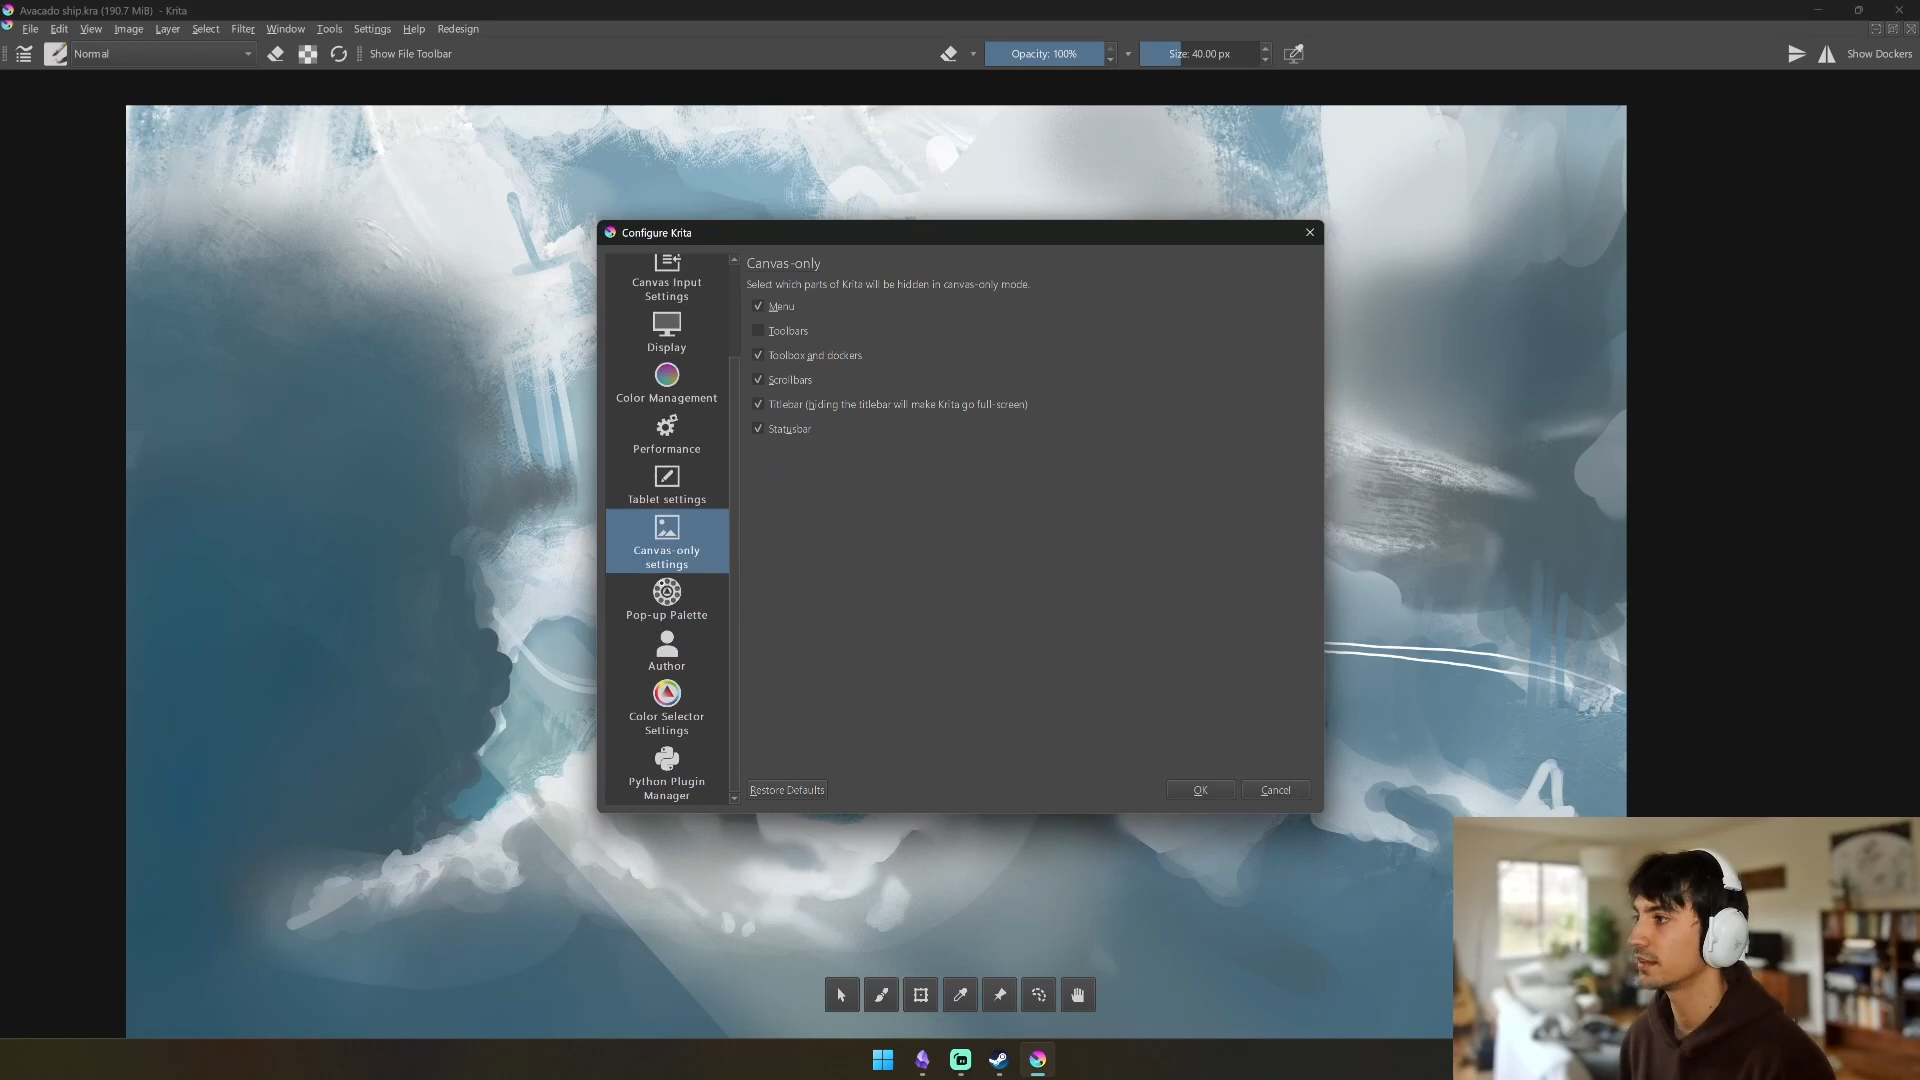 Avacado ship.kra (190.7 MiB)  - Krita
File Edit View Image Layer Select Filter Window Tools Settings Help Redesign
Normal Show File Toolbar Opacity: 100% Size: 40.00 px Show Dockers
Configure Krita
Canvas Input
Settings
Display
Color Management
Performance
Tablet settings
Canvas-only
settings
Pop-up Palette
Author
Color Selector
Settings
Python Plugin
Manager
Canvas-only
Select which parts of Krita will be hidden in canvas-only mode.
Menu
Toolbars
Toolbox and dockers
Scrollbars
Titlebar (hiding the titlebar will make Krita go full-screen)
Statusbar
Restore Defaults OK Cancel